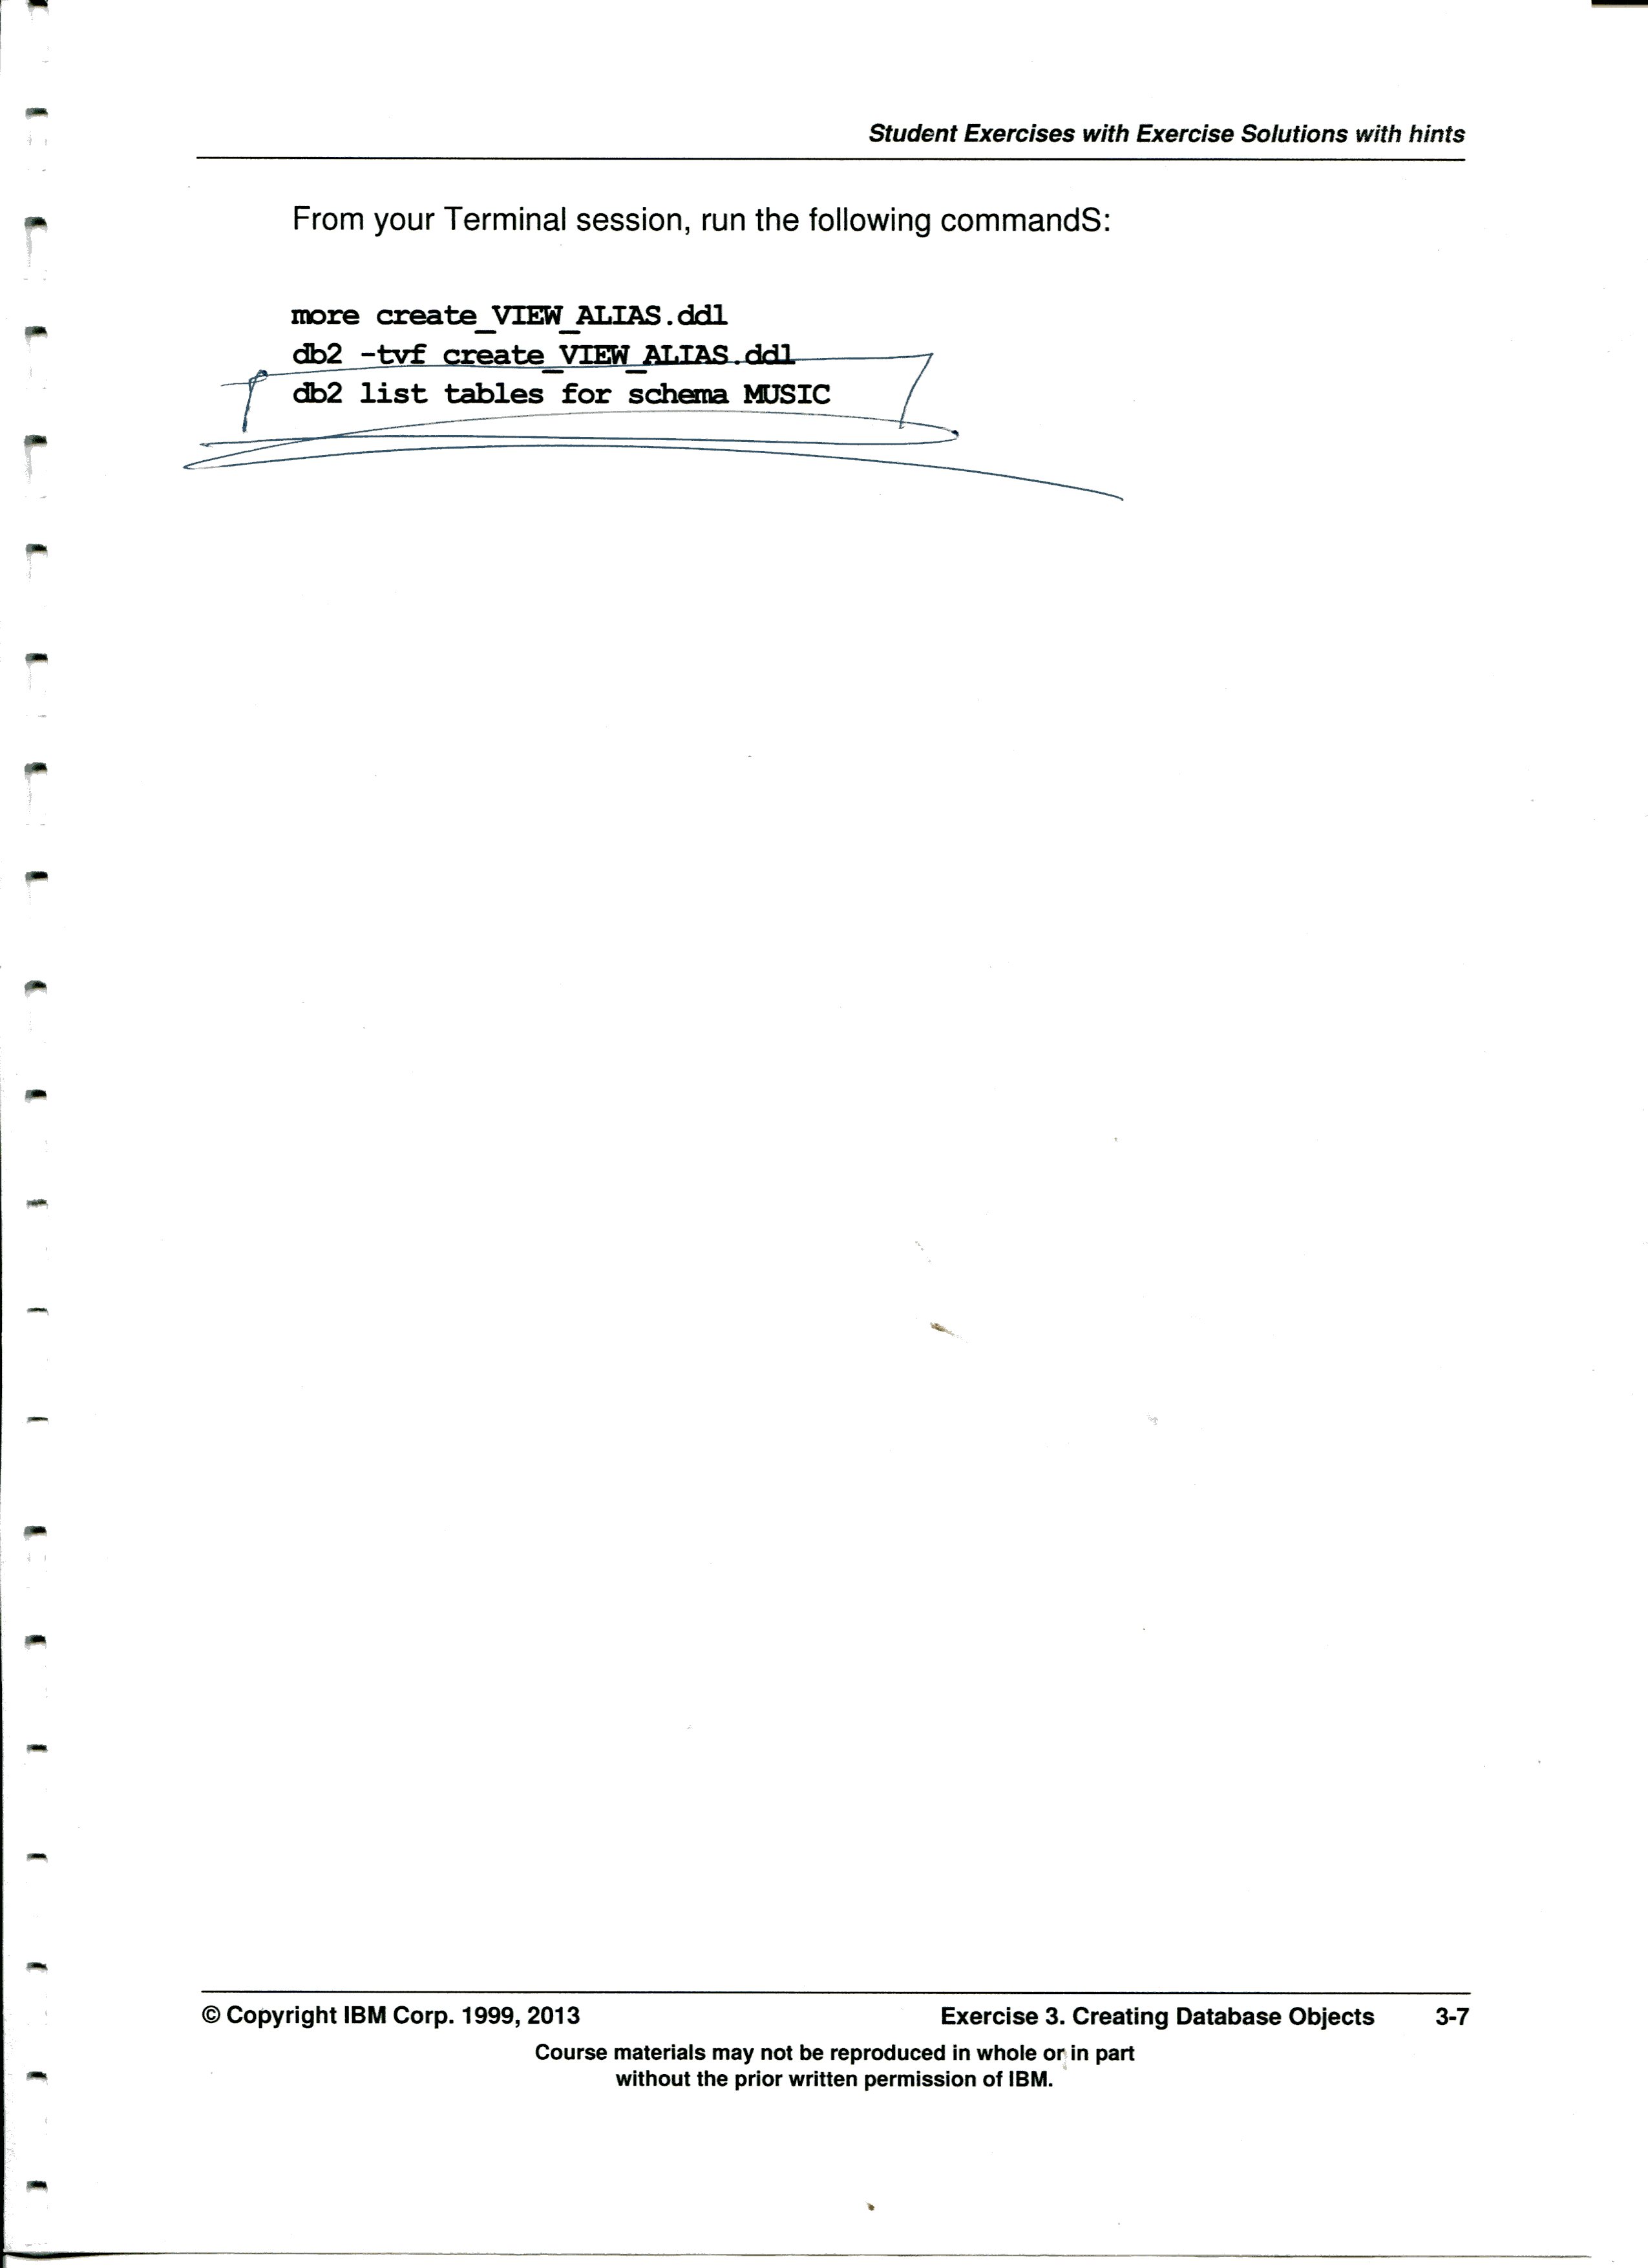 Student Exercises with Exercise Solutions with hints
From your Terminal session, run the following commandS:
more create_VIEW_ALIAS.ddl
db2 -tvf create_VIEW_ALIAS.ddl
db2 list tables for schema MUSIC
© Copyright IBM Corp. 1999, 2013 Exercise 3. Creating Database Objects 3-7
Course materials may not be reproduced in whole or in part
without the prior written permission of IBM.